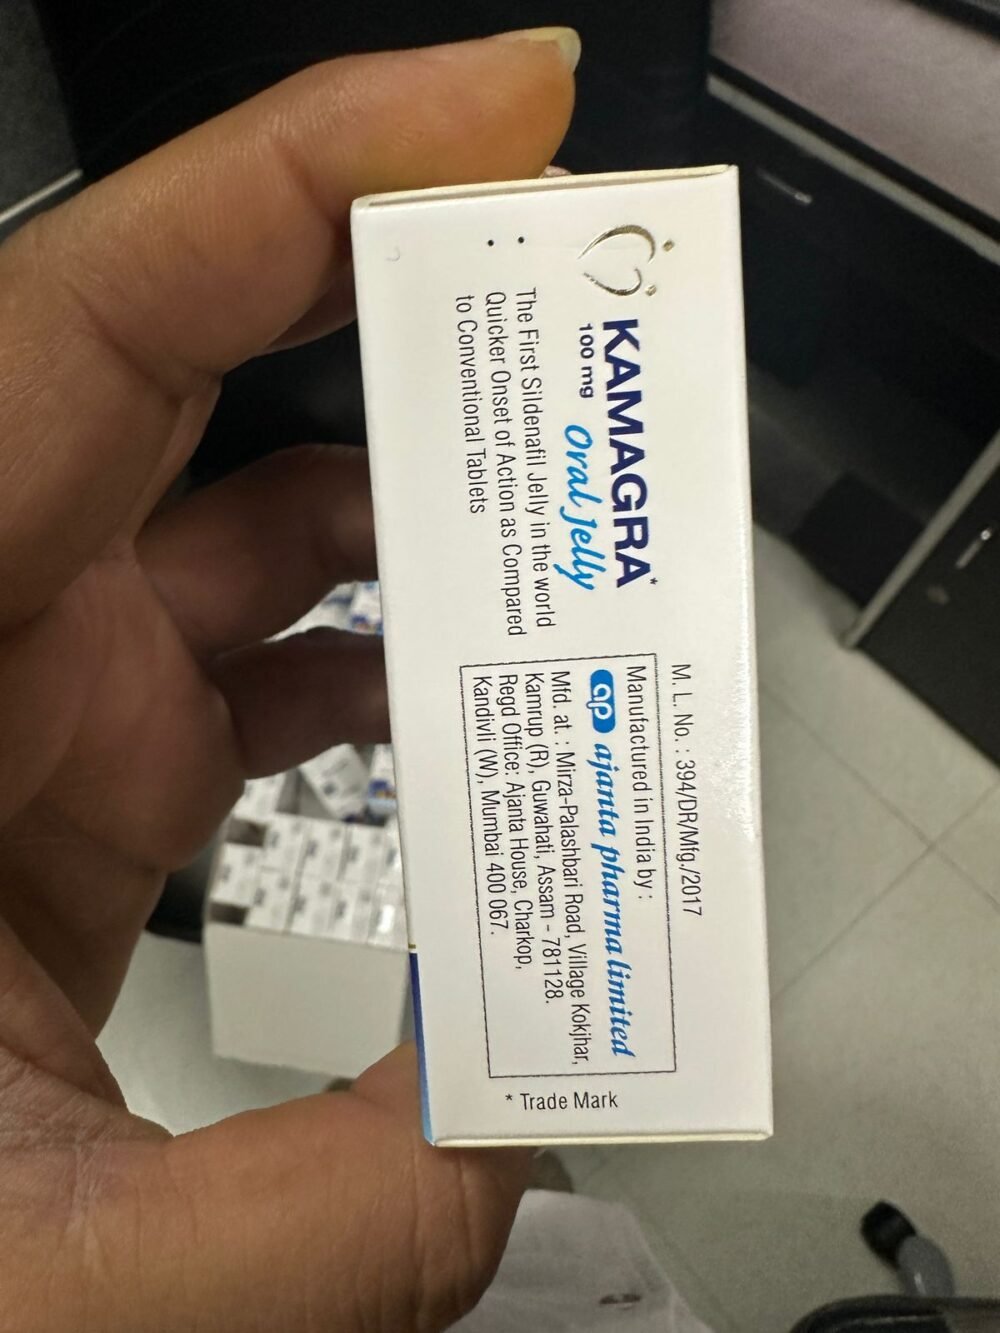 KAMAGRA*
100 mg Oral Jelly
• The First Sildenafil Jelly in the world
• Quicker Onset of Action as Compared
to Conventional Tablets
M. L. No. : 394/DR/Mfg./2017
Manufactured in India by :
ap ajanta pharma limited
Mfd. at. : Mirza-Palashbari Road, Village Kokjhar,
Kamrup (R), Guwahati, Assam - 781128.
Regd Office: Ajanta House, Charkop,
Kandivli (W), Mumbai 400 067.
* Trade Mark